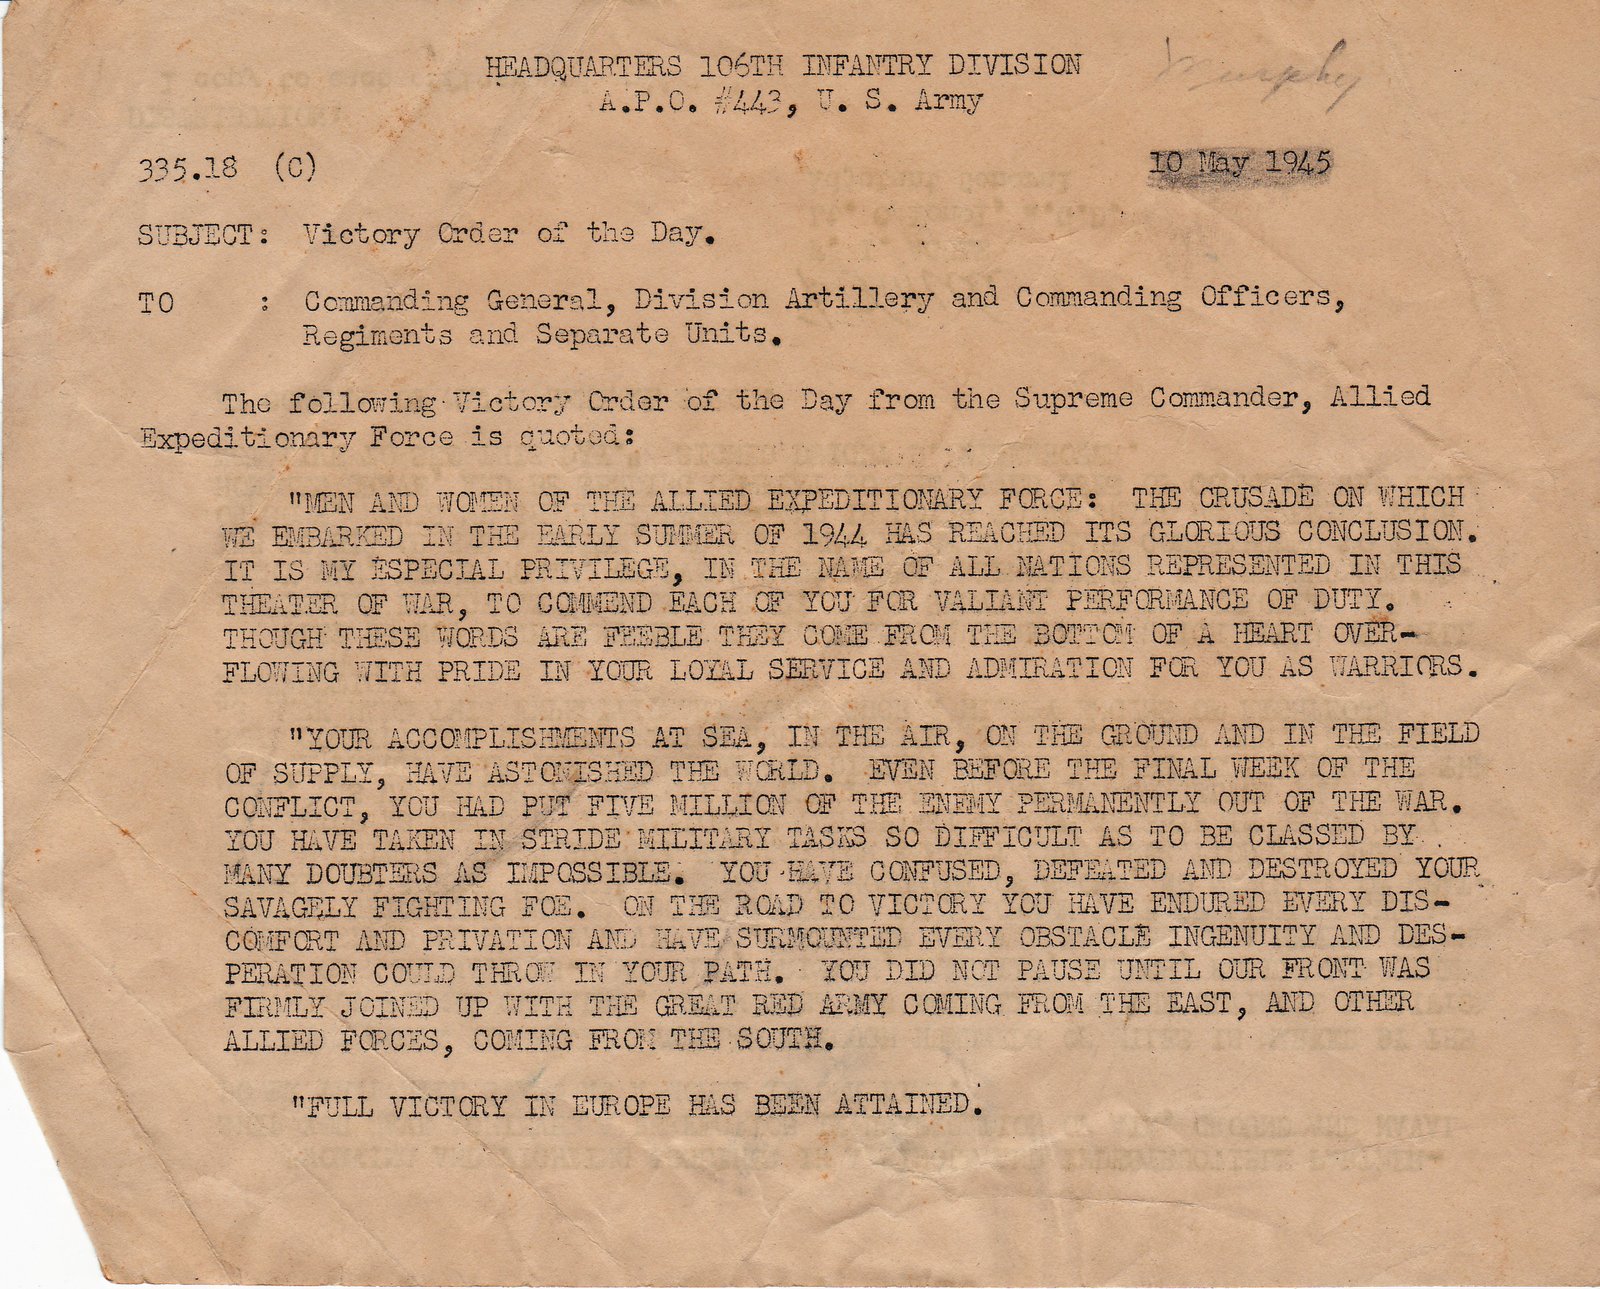 HEADQUARTERS 106TH INFANTRY DIVISION
A.P.O. #443, U. S. Army
Murphy
335.18 (C)
10 May 1945
SUBJECT: Victory Order of the Day.
TO : Commanding General, Division Artillery and Commanding Officers,
Regiments and Separate Units.
The following Victory Order of the Day from the Supreme Commander, Allied
Expeditionary Force is quoted:
"MEN AND WOMEN OF THE ALLIED EXPEDITIONARY FORCE: THE CRUSADE ON WHICH
WE EMBARKED IN THE EARLY SUMMER OF 1944 HAS REACHED ITS GLORIOUS CONCLUSION.
IT IS MY ESPECIAL PRIVILEGE, IN THE NAME OF ALL NATIONS REPRESENTED IN THIS
THEATER OF WAR, TO COMMEND EACH OF YOU FOR VALIANT PERFORMANCE OF DUTY.
THOUGH THESE WORDS ARE FEEBLE THEY COME FROM THE BOTTOM OF A HEART OVER-
FLOWING WITH PRIDE IN YOUR LOYAL SERVICE AND ADMIRATION FOR YOU AS WARRIORS.
"YOUR ACCOMPLISHMENTS AT SEA, IN THE AIR, ON THE GROUND AND IN THE FIELD
OF SUPPLY, HAVE ASTONISHED THE WORLD. EVEN BEFORE THE FINAL WEEK OF THE
CONFLICT, YOU HAD PUT FIVE MILLION OF THE ENEMY PERMANENTLY OUT OF THE WAR.
YOU HAVE TAKEN IN STRIDE MILITARY TASKS SO DIFFICULT AS TO BE CLASSED BY
MANY DOUBTERS AS IMPOSSIBLE. YOU HAVE CONFUSED, DEFEATED AND DESTROYED YOUR
SAVAGELY FIGHTING FOE. ON THE ROAD TO VICTORY YOU HAVE ENDURED EVERY DIS-
COMFORT AND PRIVATION AND HAVE SURMOUNTED EVERY OBSTACLE INGENUITY AND DES-
PERATION COULD THROW IN YOUR PATH. YOU DID NOT PAUSE UNTIL OUR FRONT WAS
FIRMLY JOINED UP WITH THE GREAT RED ARMY COMING FROM THE EAST, AND OTHER
ALLIED FORCES, COMING FROM THE SOUTH.
"FULL VICTORY IN EUROPE HAS BEEN ATTAINED.